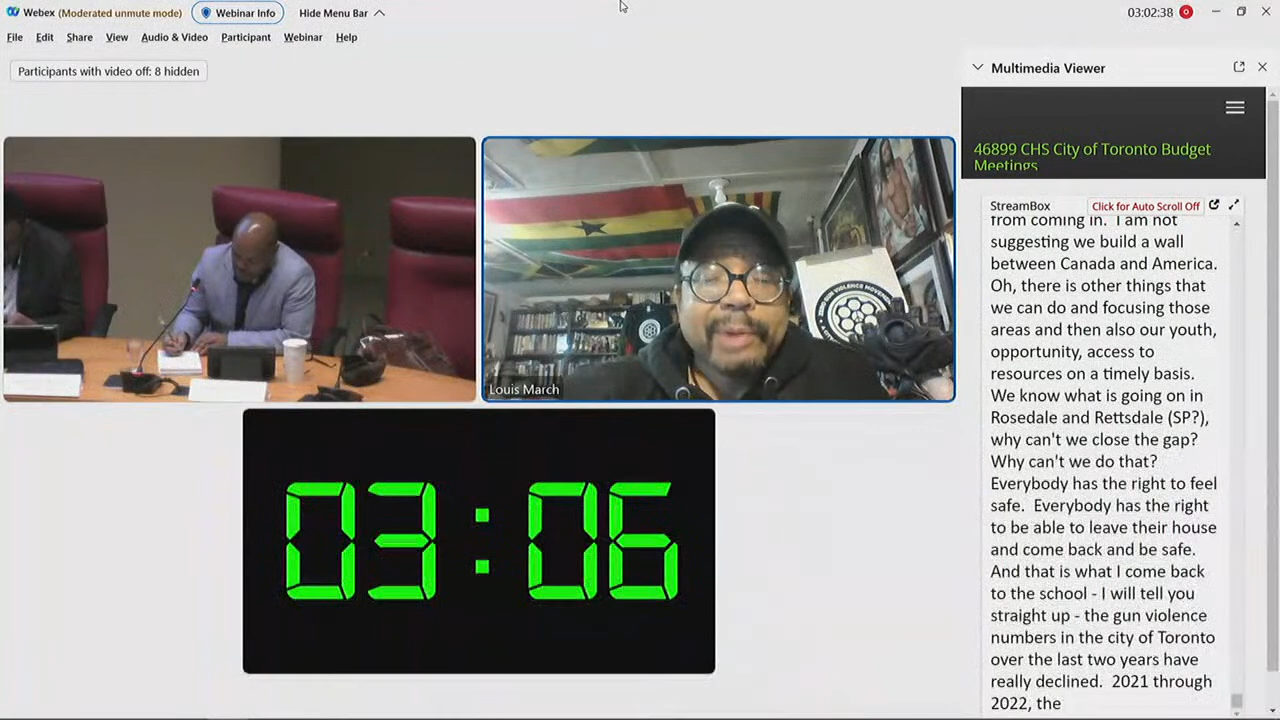 Webex (Moderated unmute mode) Webinar Info Hide Menu Bar 03:02:38
File Edit Share View Audio & Video Participant Webinar Help
Participants with video off: 8 hidden
Multimedia Viewer
46899 CHS City of Toronto Budget
Meetings
StreamBox Click for Auto Scroll Off
from coming in. I am not
suggesting we build a wall
between Canada and America.
Oh, there is other things that
we can do and focusing those
areas and then also our youth,
opportunity, access to
resources on a timely basis.
We know what is going on in
Rosedale and Rettsdale (SP?),
why can't we close the gap?
Why can't we do that?
Everybody has the right to feel
safe. Everybody has the right
to be able to leave their house
and come back and be safe.
And that is what I come back
to the school - I will tell you
straight up - the gun violence
numbers in the city of Toronto
over the last two years have
really declined. 2021 through
2022, the
Louis March
03:06